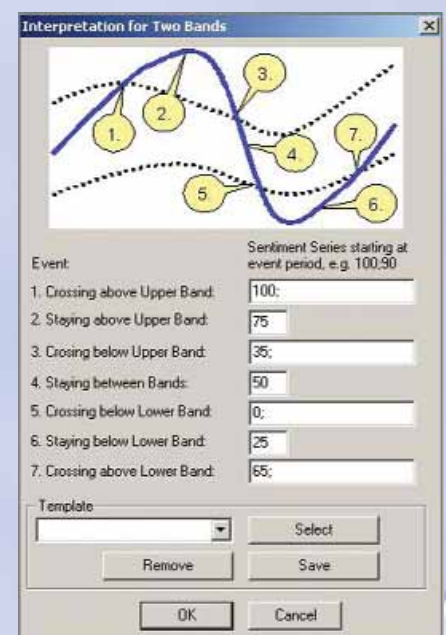 Interpretation for Two Bands
1.
2.
3.
4.
5.
6.
7.
Event:
Sentiment Series starting at
event period, e.g. 100;90
1. Crossing above Upper Band: 100;
2. Staying above Upper Band: 75
3. Crosing below Upper Band: 35;
4. Staying between Bands: 50
5. Crossing below Lower Band: 0;
6. Staying below Lower Band: 25
7. Crossing above Lower Band: 65;
Template
Select
Remove
Save
OK
Cancel